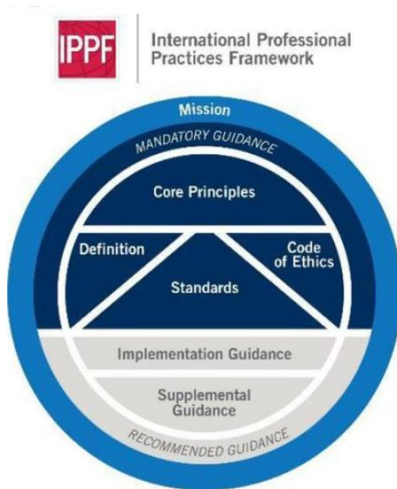 IPPF
International Professional
Practices Framework
Mission
MANDATORY GUIDANCE
Core Principles
Definition
Code
of Ethics
Standards
Implementation Guidance
Supplemental
Guidance
RECOMMENDED GUIDANCE